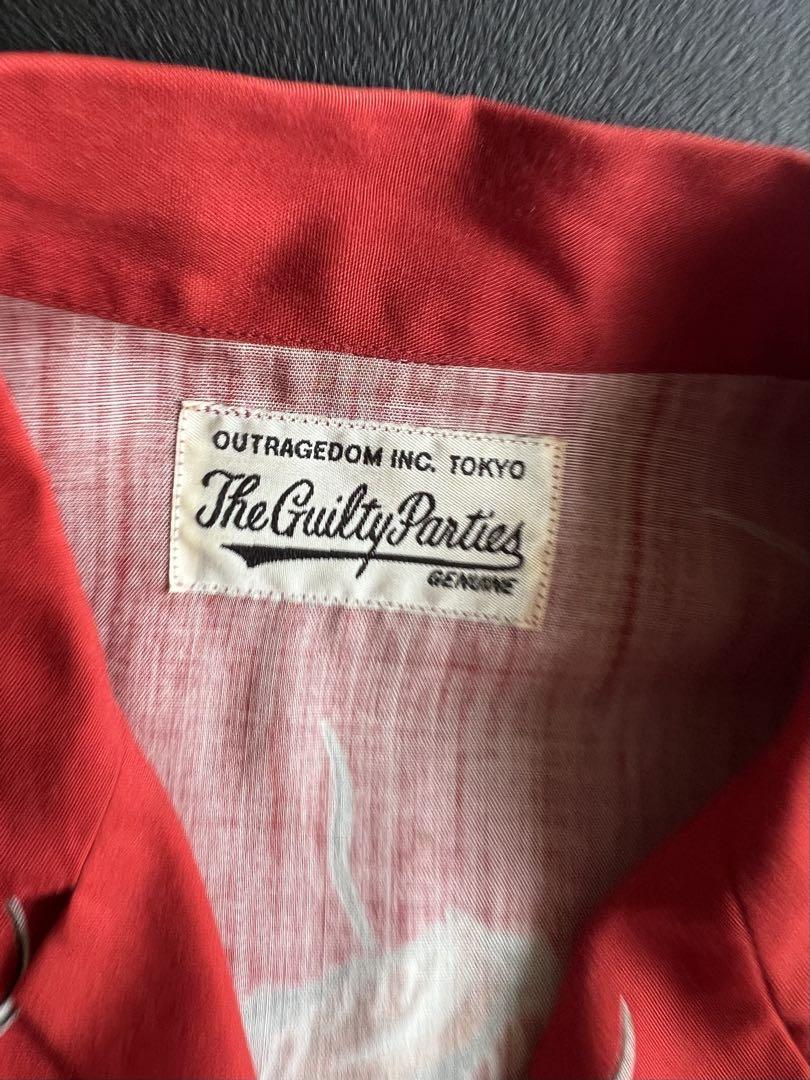 OUTRAGEDOM INC. TOKYO
The Guilty Parties
GENUINE